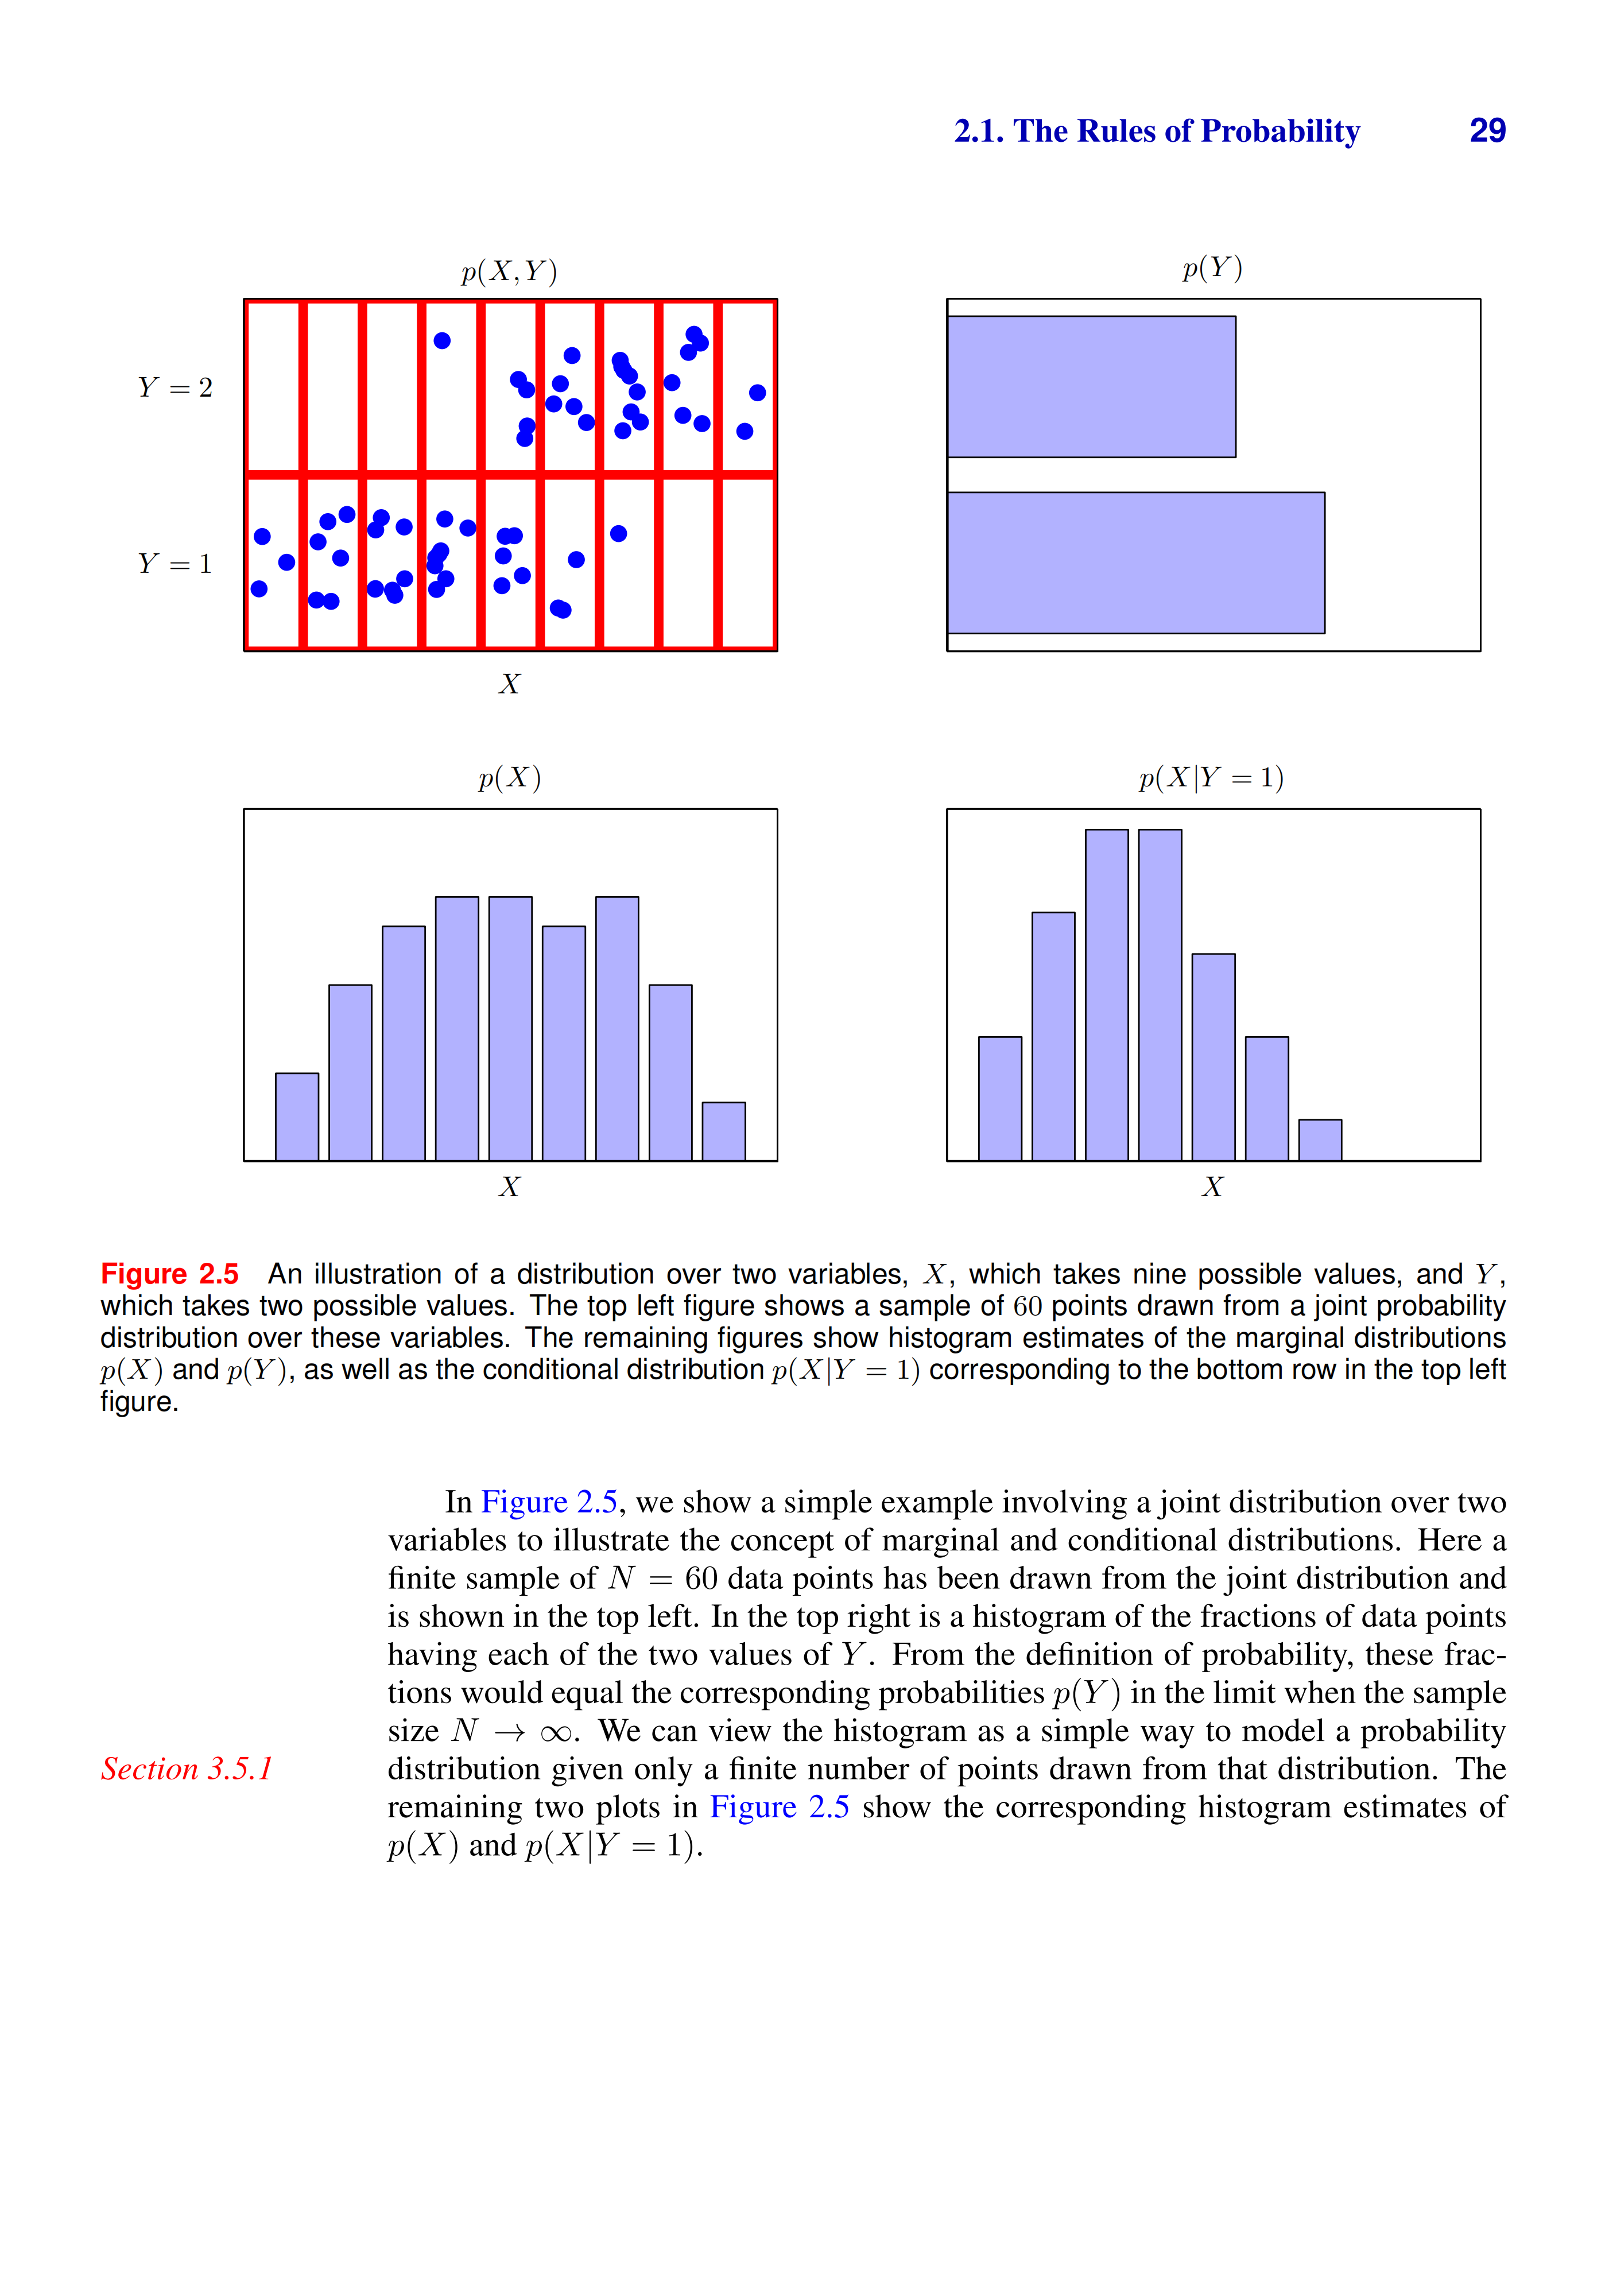 2.1. The Rules of Probability 29
p(X, Y)
p(Y)
Y = 2
Y = 1
X
p(X)
p(X|Y = 1)
X
X
Figure 2.5 An illustration of a distribution over two variables, X, which takes nine possible values, and Y,
which takes two possible values. The top left figure shows a sample of 60 points drawn from a joint probability
distribution over these variables. The remaining figures show histogram estimates of the marginal distributions
p(X) and p(Y), as well as the conditional distribution p(X|Y = 1) corresponding to the bottom row in the top left
figure.
In Figure 2.5, we show a simple example involving a joint distribution over two
variables to illustrate the concept of marginal and conditional distributions. Here a
finite sample of N = 60 data points has been drawn from the joint distribution and
is shown in the top left. In the top right is a histogram of the fractions of data points
having each of the two values of Y. From the definition of probability, these frac-
tions would equal the corresponding probabilities p(Y) in the limit when the sample
size N → ∞. We can view the histogram as a simple way to model a probability
Section 3.5.1
distribution given only a finite number of points drawn from that distribution. The
remaining two plots in Figure 2.5 show the corresponding histogram estimates of
p(X) and p(X|Y = 1).